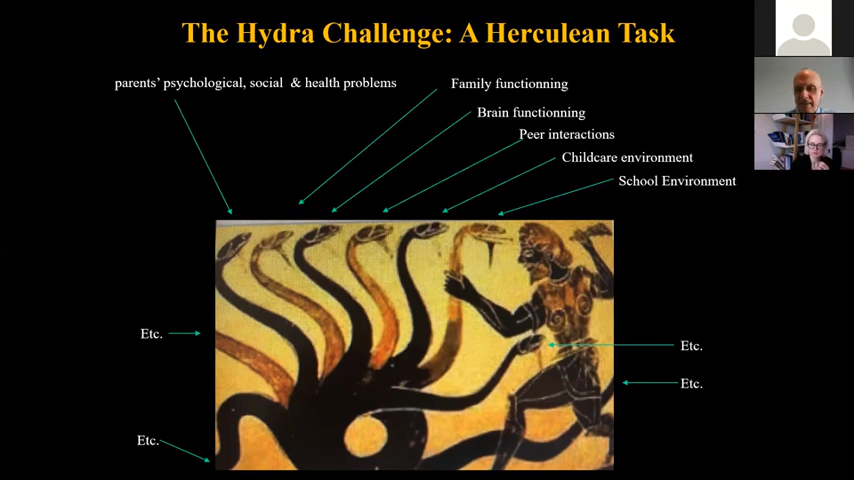 The Hydra Challenge: A Herculean Task
parents' psychological, social & health problems
Family functionning
Brain functionning
Peer interactions
Childcare environment
School Environment
Etc.
Etc.
Etc.
Etc.